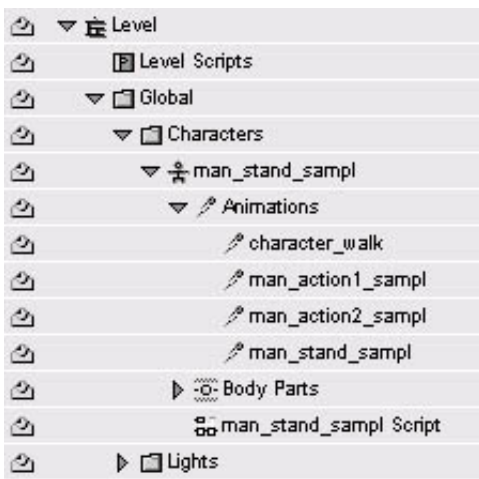 Level
Level Scripts
Global
Characters
man_stand_sampl
Animations
character_walk
man_action1_sampl
man_action2_sampl
man_stand_sampl
Body Parts
man_stand_sampl Script
Lights